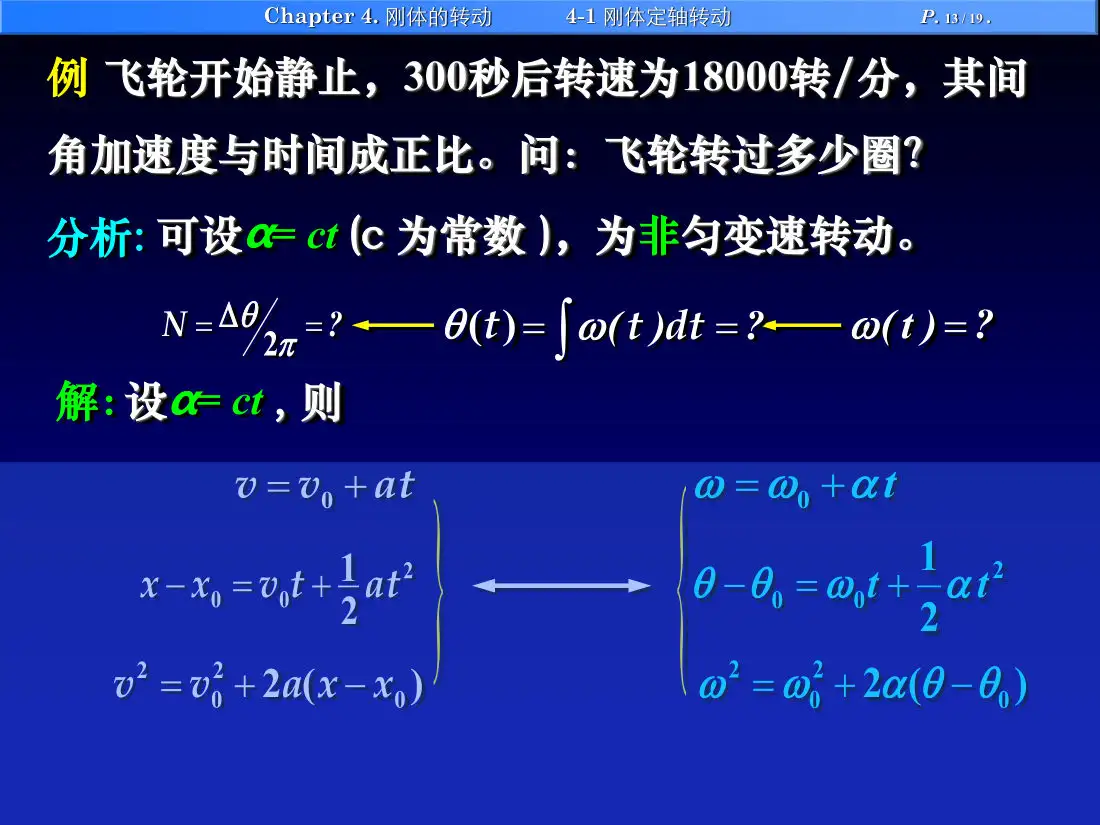 Chapter 4. 刚体的转动 4-1 刚体定轴转动 P. 13 / 19 .
例 飞轮开始静止，300秒后转速为18000转/分，其间
角加速度与时间成正比。问：飞轮转过多少圈?
分析: 可设α= ct (c 为常数 )，为非匀变速转动。
N = Δθ/2π = ? ← θ(t) = ∫ω(t )dt = ? ← ω(t ) = ?
解: 设α= ct , 则
v = v₀ + at ω = ω₀ + αt
x − x₀ = v₀t + 1/2 at² ↔ θ − θ₀ = ω₀t + 1/2 αt²
v² = v₀² + 2a(x − x₀) ω² = ω₀² + 2α(θ − θ₀)